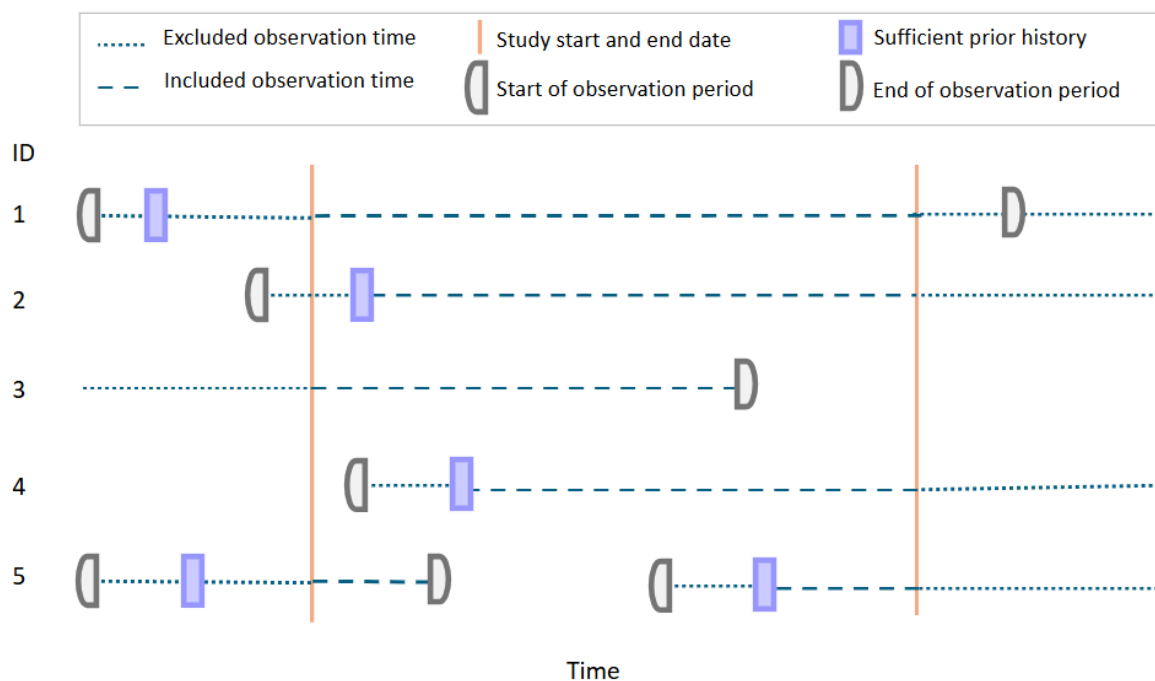 Excluded observation time
Study start and end date
Sufficient prior history
Included observation time
Start of observation period
End of observation period
ID
1
2
3
4
5
Time